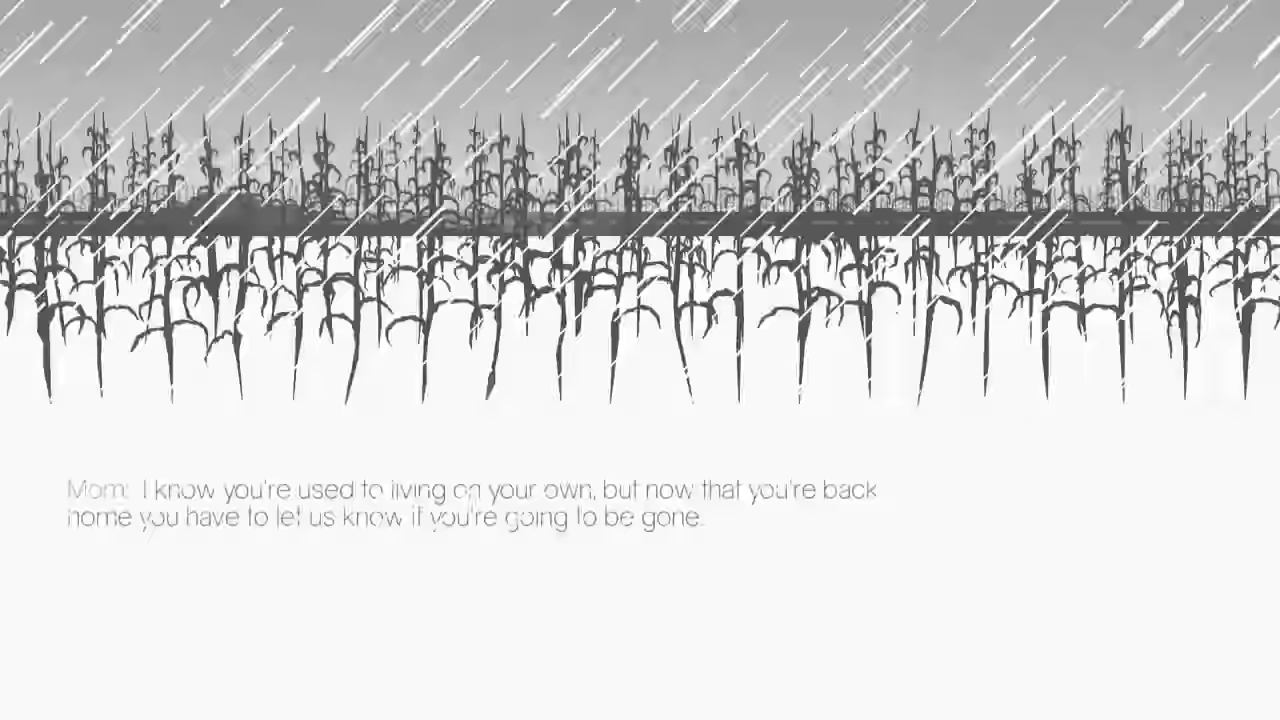 Mom: I know you're used to living on your own, but now that you're back
home you have to let us know if you're going to be gone.